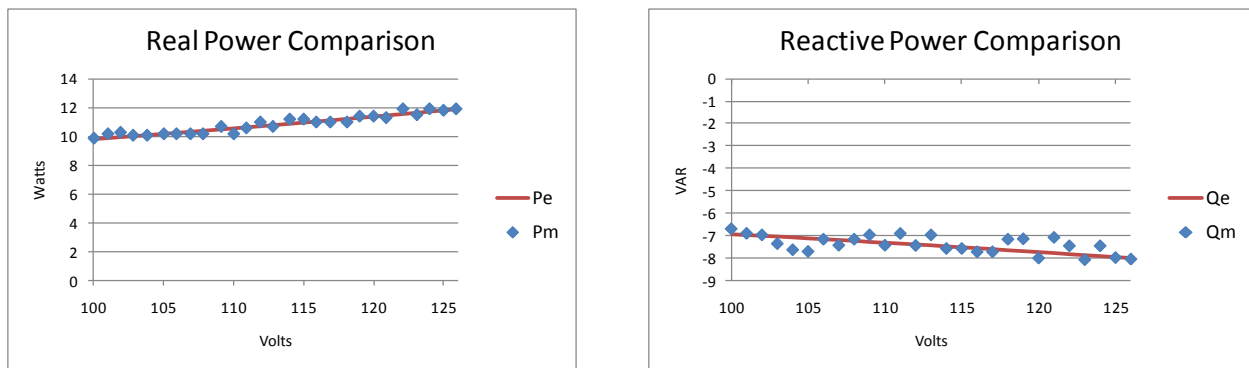 Real Power Comparison
14
12
10
8
6
4
2
0
Watts
100 105 110 115 120 125
Volts
Pe
Pm
Reactive Power Comparison
0
-1
-2
-3
-4
-5
-6
-7
-8
-9
VAR
100 105 110 115 120 125
Volts
Qe
Qm